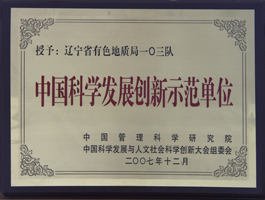 授予：辽宁省有色地质局一〇三队
中国科学发展创新示范单位
中国管理科学研究院
中国科学发展与人文社会科学创新大会组委会
二〇〇七年十二月